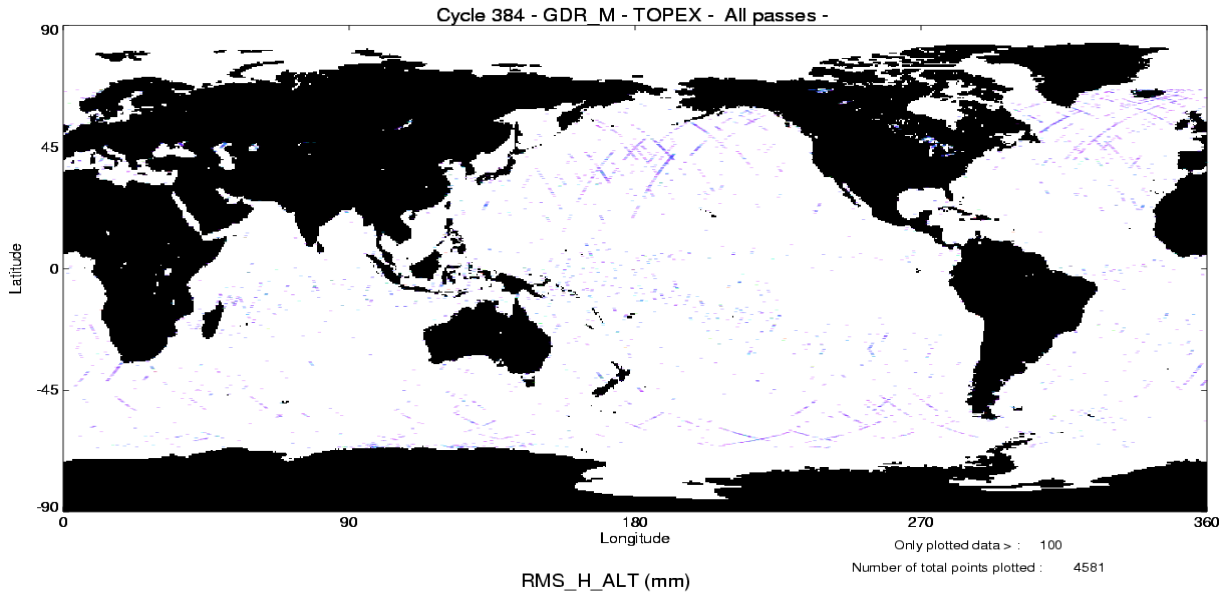 Cycle 384 - GDR_M - TOPEX - All passes -
90
45
0
-45
-90
Latitude
0 90 180 270 360
Longitude
Only plotted data > : 100
Number of total points plotted : 4581
RMS_H_ALT (mm)